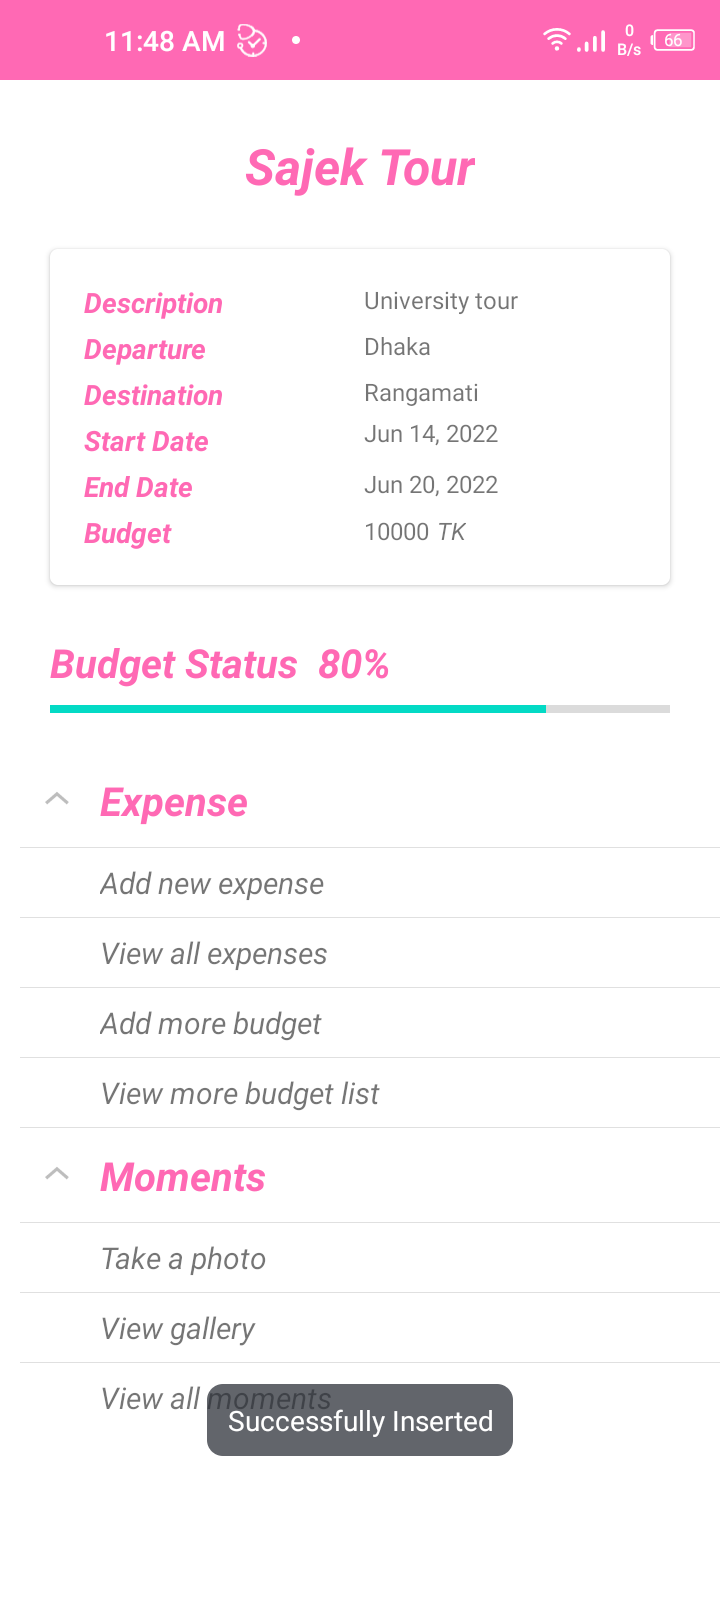 11:48 AM 0 B/s 66
Sajek Tour
Description University tour
Departure Dhaka
Destination Rangamati
Start Date Jun 14, 2022
End Date Jun 20, 2022
Budget 10000 TK
Budget Status 80%
Expense
Add new expense
View all expenses
Add more budget
View more budget list
Moments
Take a photo
View gallery
View all moments
Successfully Inserted